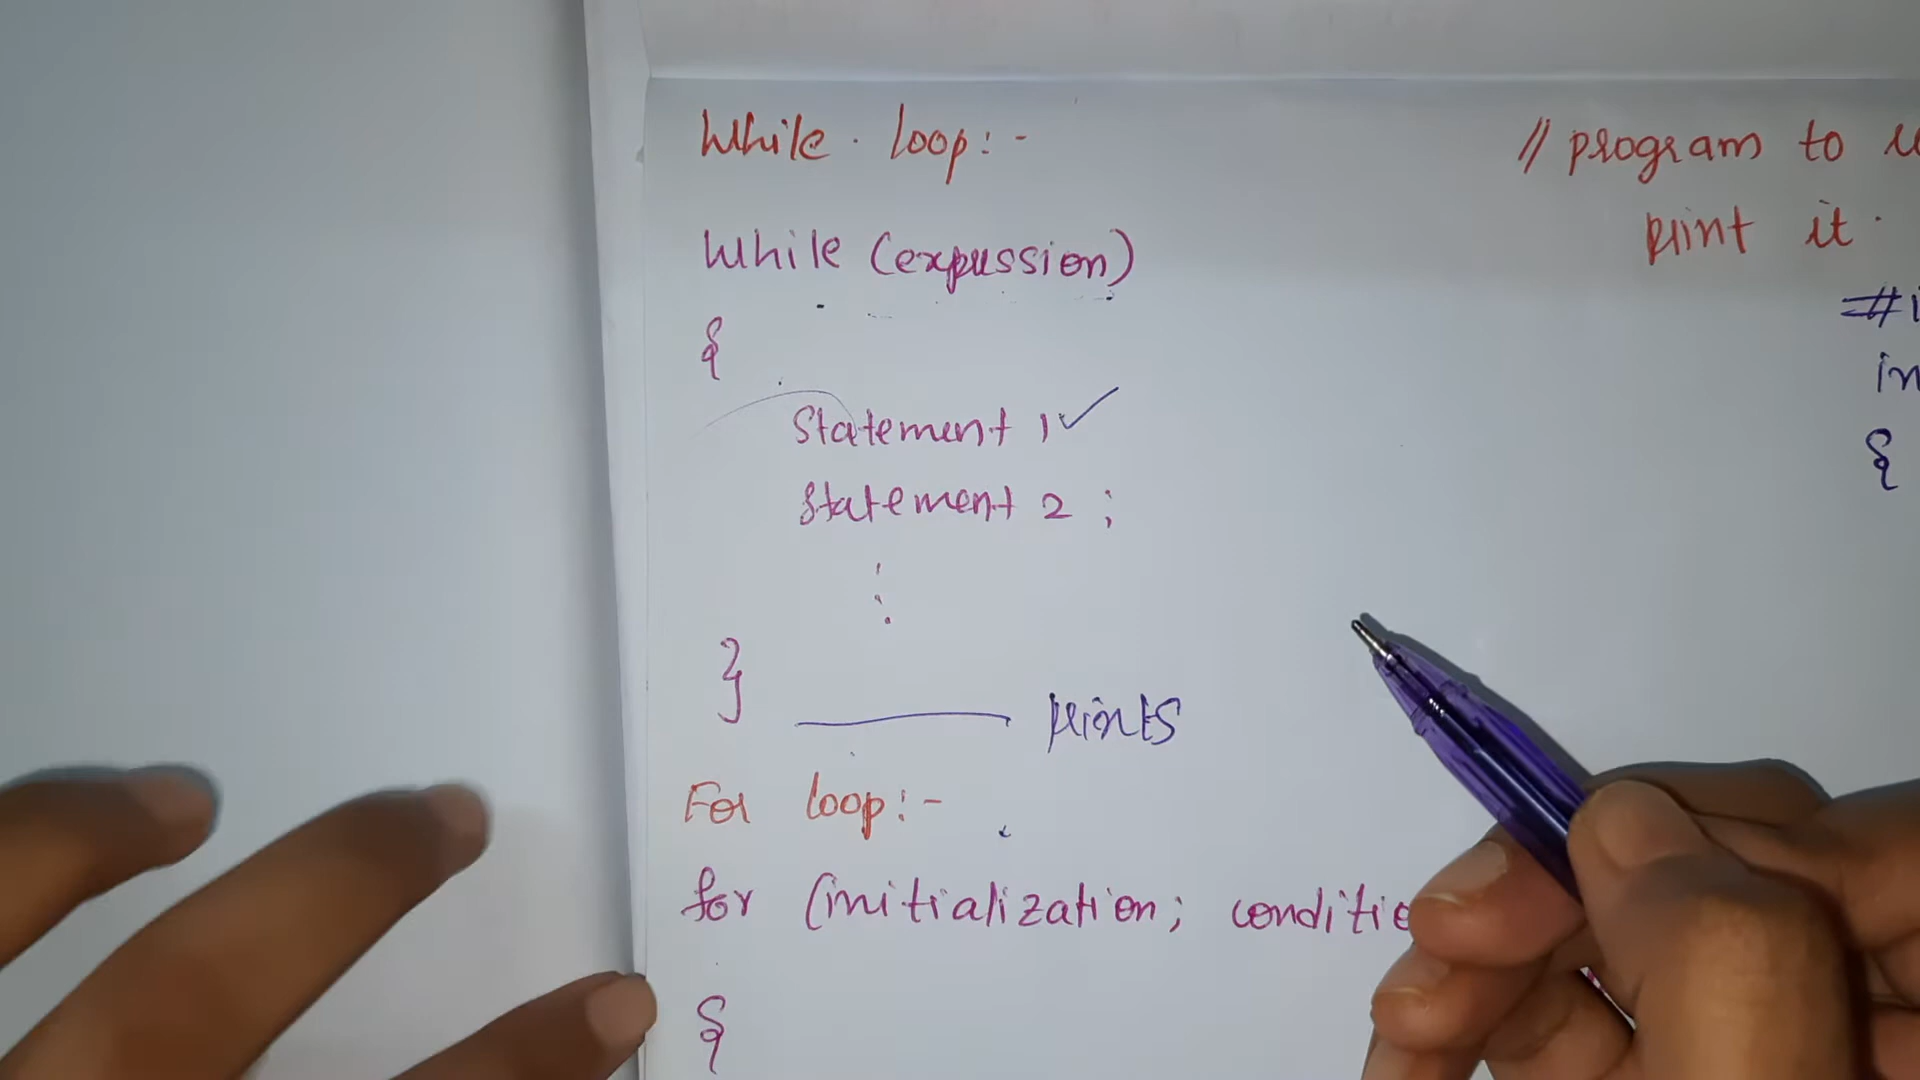 While loop:-
While (expression)
{
Statement 1
Statement 2 ;
}
prints
For loop:-
for (initialization; conditio
{
// program to
print it.
#i
in
{